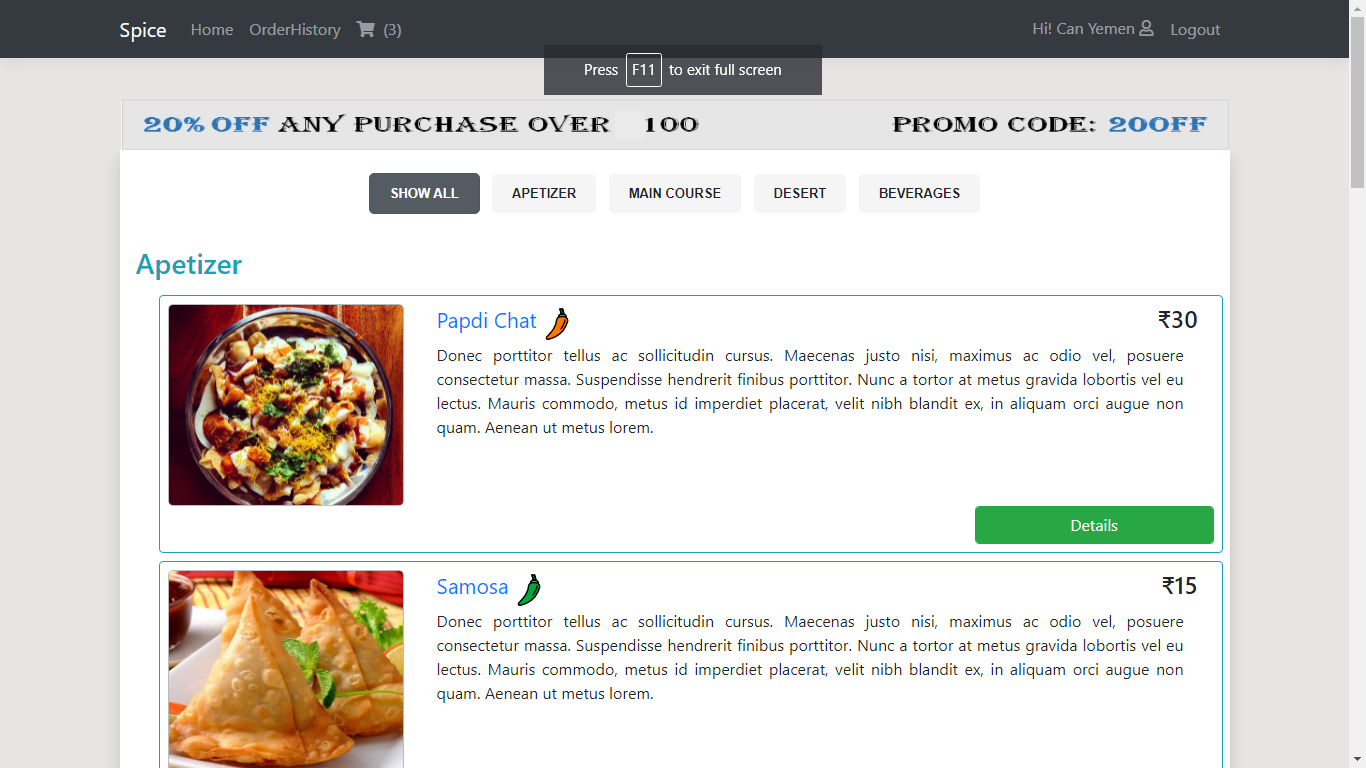 Spice Home OrderHistory (3) Hi! Can Yemen Logout
Press F11 to exit full screen
20% OFF ANY PURCHASE OVER 100 PROMO CODE: 20OFF
SHOW ALL APETIZER MAIN COURSE DESERT BEVERAGES
Apetizer
Papdi Chat ₹30
Donec porttitor tellus ac sollicitudin cursus. Maecenas justo nisi, maximus ac odio vel, posuere
consectetur massa. Suspendisse hendrerit finibus porttitor. Nunc a tortor at metus gravida lobortis vel eu
lectus. Mauris commodo, metus id imperdiet placerat, velit nibh blandit ex, in aliquam orci augue non
quam. Aenean ut metus lorem.
Details
Samosa ₹15
Donec porttitor tellus ac sollicitudin cursus. Maecenas justo nisi, maximus ac odio vel, posuere
consectetur massa. Suspendisse hendrerit finibus porttitor. Nunc a tortor at metus gravida lobortis vel eu
lectus. Mauris commodo, metus id imperdiet placerat, velit nibh blandit ex, in aliquam orci augue non
quam. Aenean ut metus lorem.